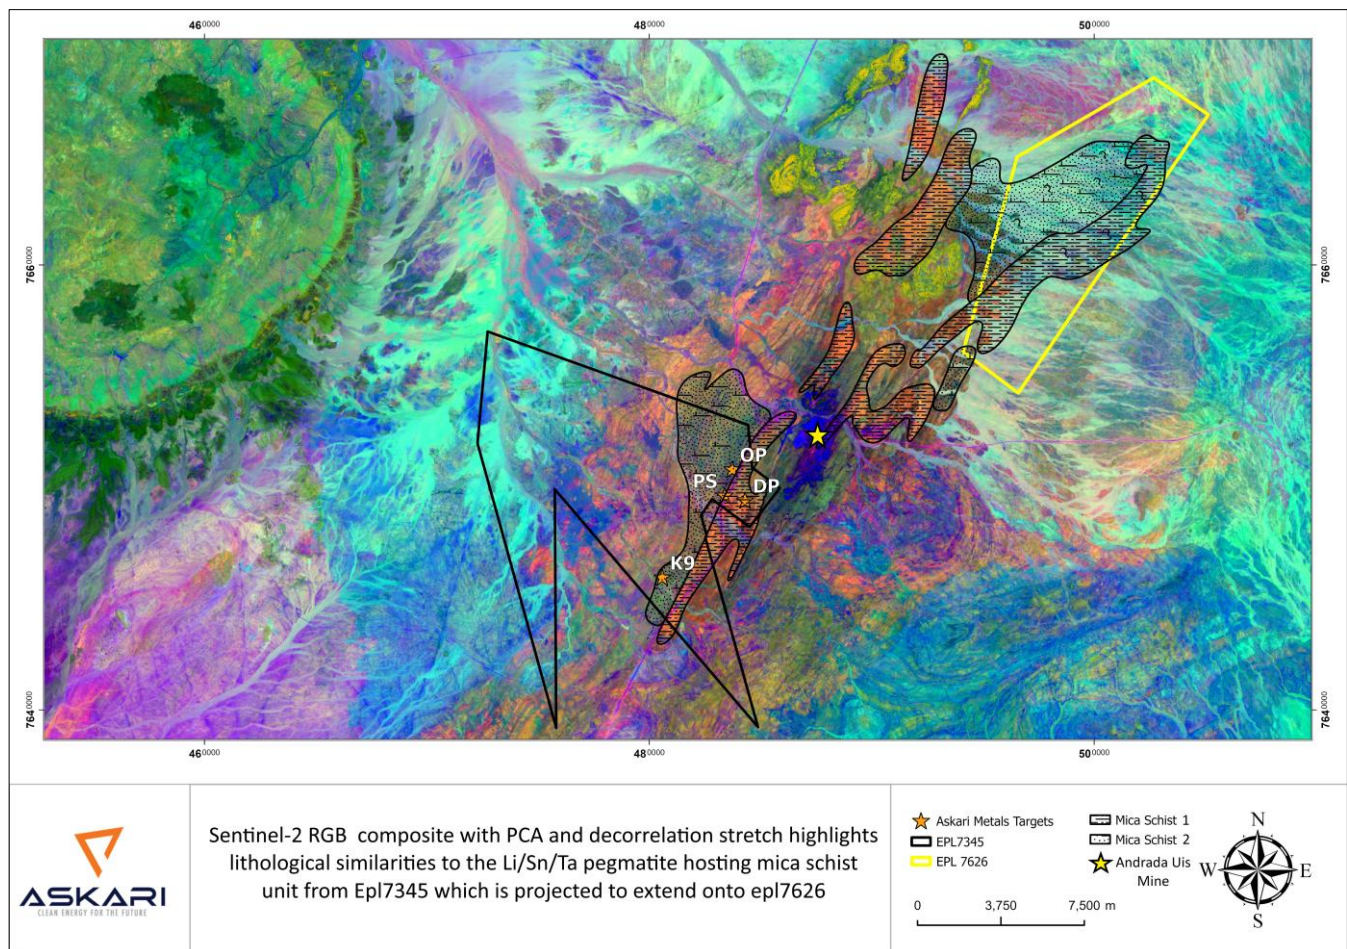 46⁰⁰⁰⁰
48⁰⁰⁰⁰
50⁰⁰⁰⁰
766⁰⁰⁰⁰
766⁰⁰⁰⁰
OP
PS
DP
K9
764⁰⁰⁰⁰
764⁰⁰⁰⁰
46⁰⁰⁰⁰
48⁰⁰⁰⁰
50⁰⁰⁰⁰
ASKARI
CLEAN ENERGY FOR THE FUTURE
Sentinel-2 RGB composite with PCA and decorrelation stretch highlights
lithological similarities to the Li/Sn/Ta pegmatite hosting mica schist
unit from Epl7345 which is projected to extend onto epl7626
Askari Metals Targets
EPL7345
EPL 7626
Mica Schist 1
Mica Schist 2
Andrada Uis
Mine
0 3,750 7,500 m
N
W E
S